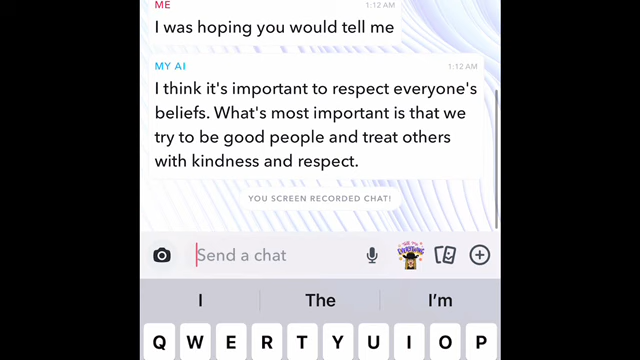 ME 1:12 AM
I was hoping you would tell me
MY AI 1:12 AM
I think it's important to respect everyone's
beliefs. What's most important is that we
try to be good people and treat others
with kindness and respect.
YOU SCREEN RECORDED CHAT!
Send a chat
I The I'm
Q W E R T Y U I O P